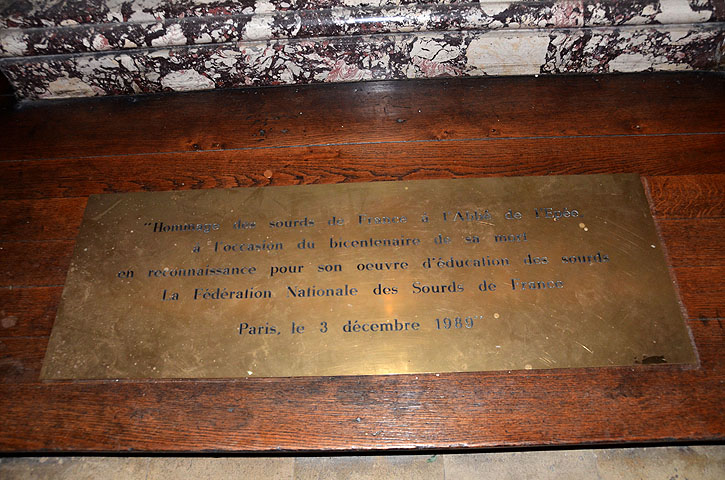 "Hommage des sourds de France à l'Abbé de l'Epée
à l'occasion du bicentenaire de sa mort
en reconnaissance pour son oeuvre d'éducation des sourds
La Fédération Nationale des Sourds de France
Paris, le 3 décembre 1989"